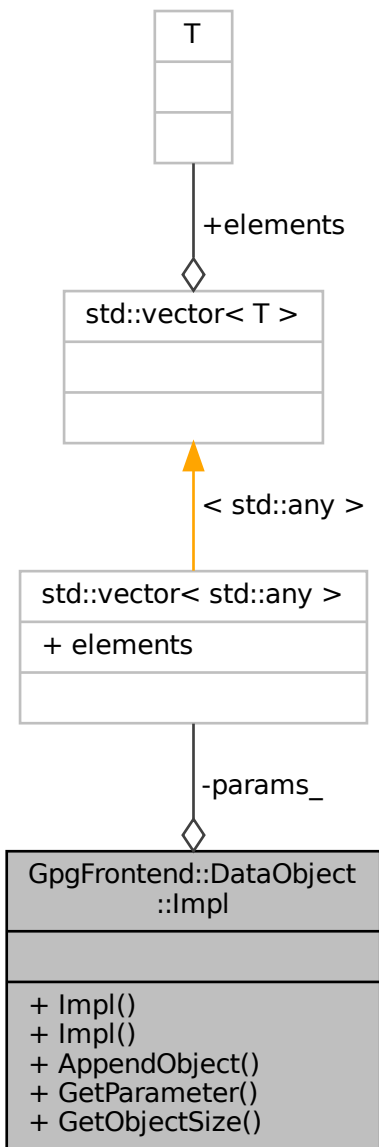 T
+elements
std::vector< T >
< std::any >
std::vector< std::any >
+ elements
-params_
GpgFrontend::DataObject
::Impl
+ Impl()
+ Impl()
+ AppendObject()
+ GetParameter()
+ GetObjectSize()